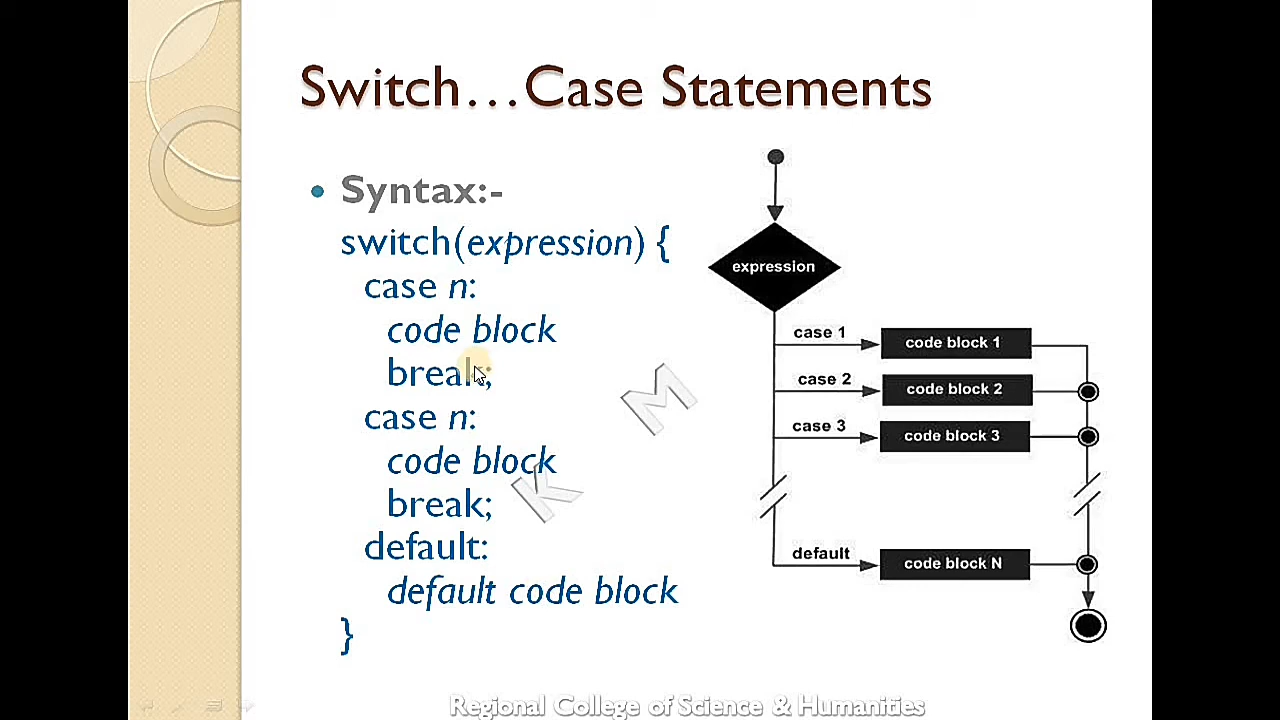 Switch...Case Statements
Syntax:-
switch(expression) {
case n:
code block
break;
case n:
code block
break;
default:
default code block
}
expression
case 1
code block 1
case 2
code block 2
case 3
code block 3
default
code block N
K M
Regional College of Science & Humanities